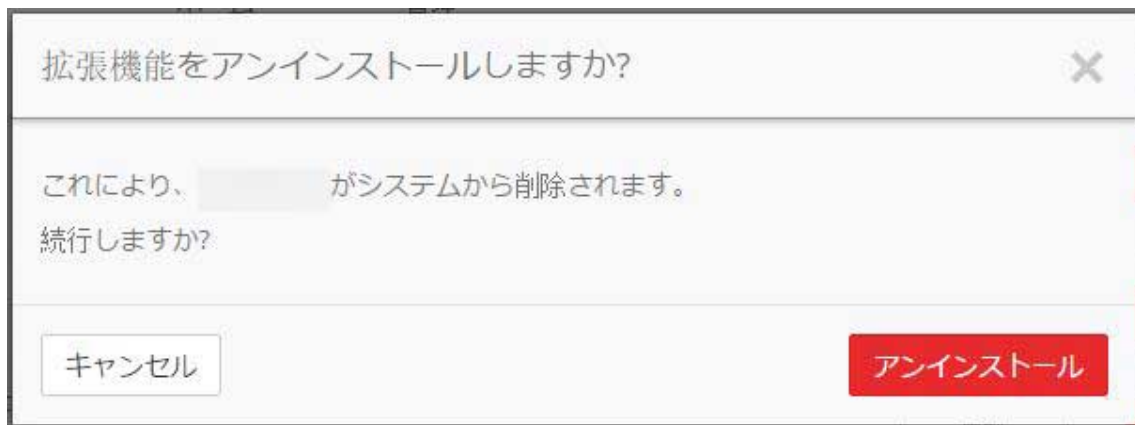 拡張機能をアンインストールしますか?
これにより、 がシステムから削除されます。
続行しますか?
キャンセル
アンインストール